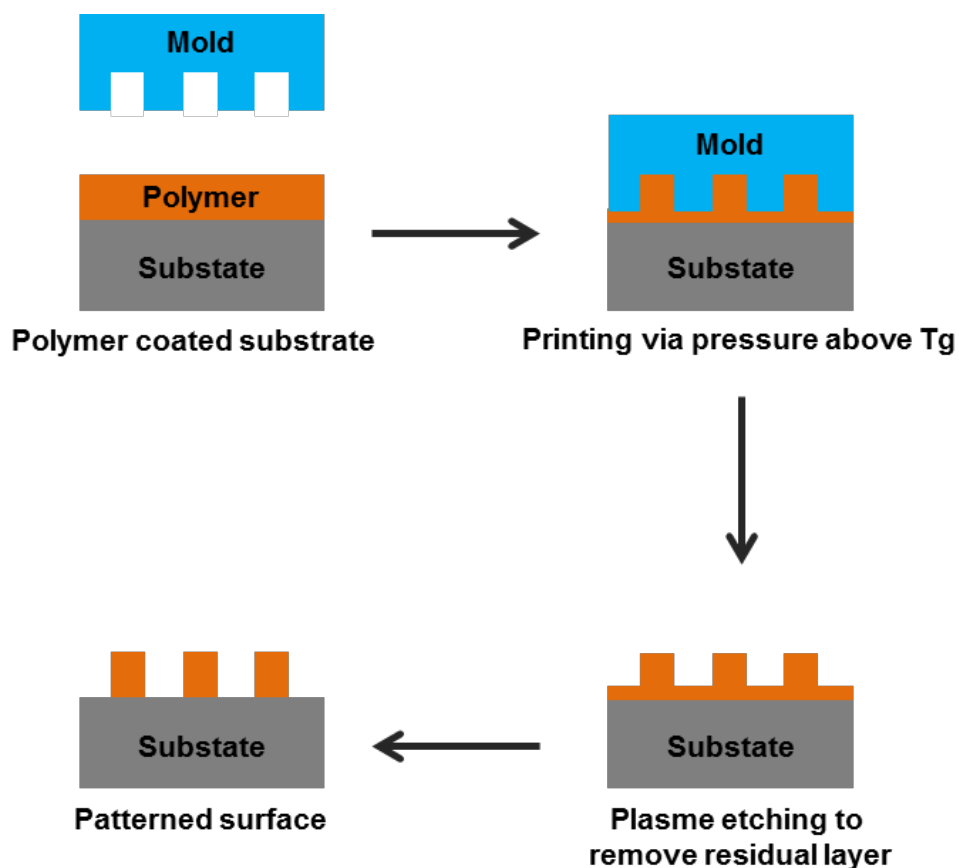 Mold
Polymer
Substate
Polymer coated substrate
Mold
Substate
Printing via pressure above Tg
Substate
Patterned surface
Substate
Plasme etching to
remove residual layer